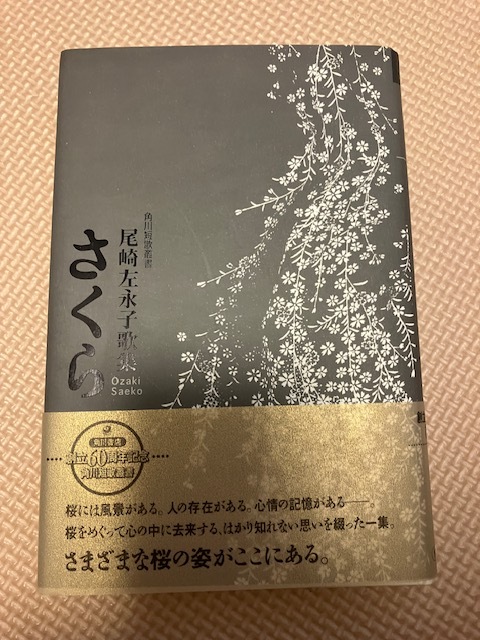 角川短歌叢書
尾崎左永子歌集
さくら
Ozaki
Saeko
角川書店
創立60周年記念
角川短歌叢書
桜には風景がある。人の存在がある。心情の記憶がある――。
桜をめぐって心の中に去来する、はかり知れない思いを綴った一集。
さまざまな桜の姿がここにある。